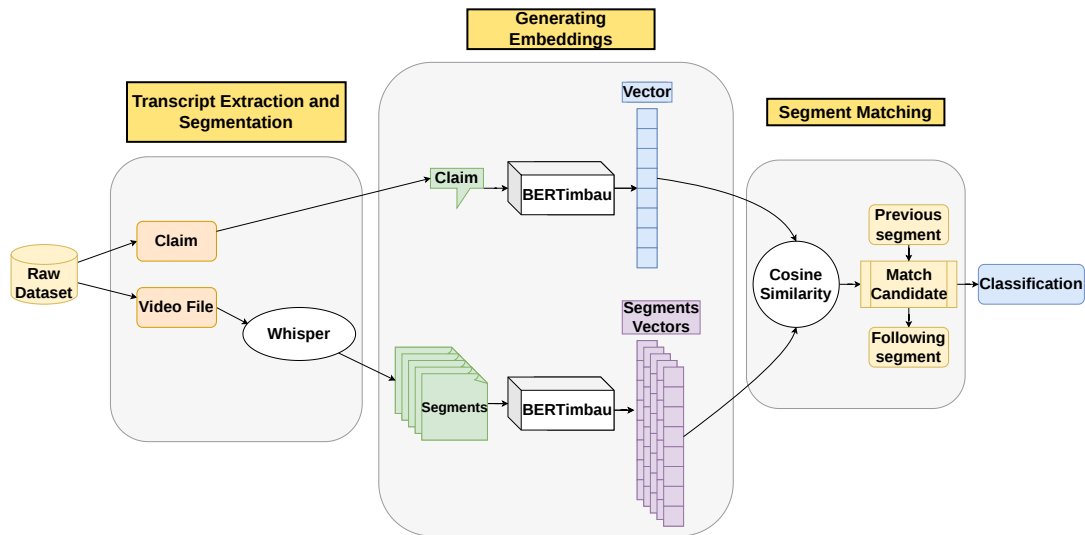 Generating
Embeddings
Transcript Extraction and
Segmentation
Vector
Segment Matching
Claim
BERTimbau
Claim
Previous
segment
Raw
Dataset
Video File
Whisper
Cosine
Similarity
Match
Candidate
Classification
Segments
Vectors
Following
segment
Segments
BERTimbau